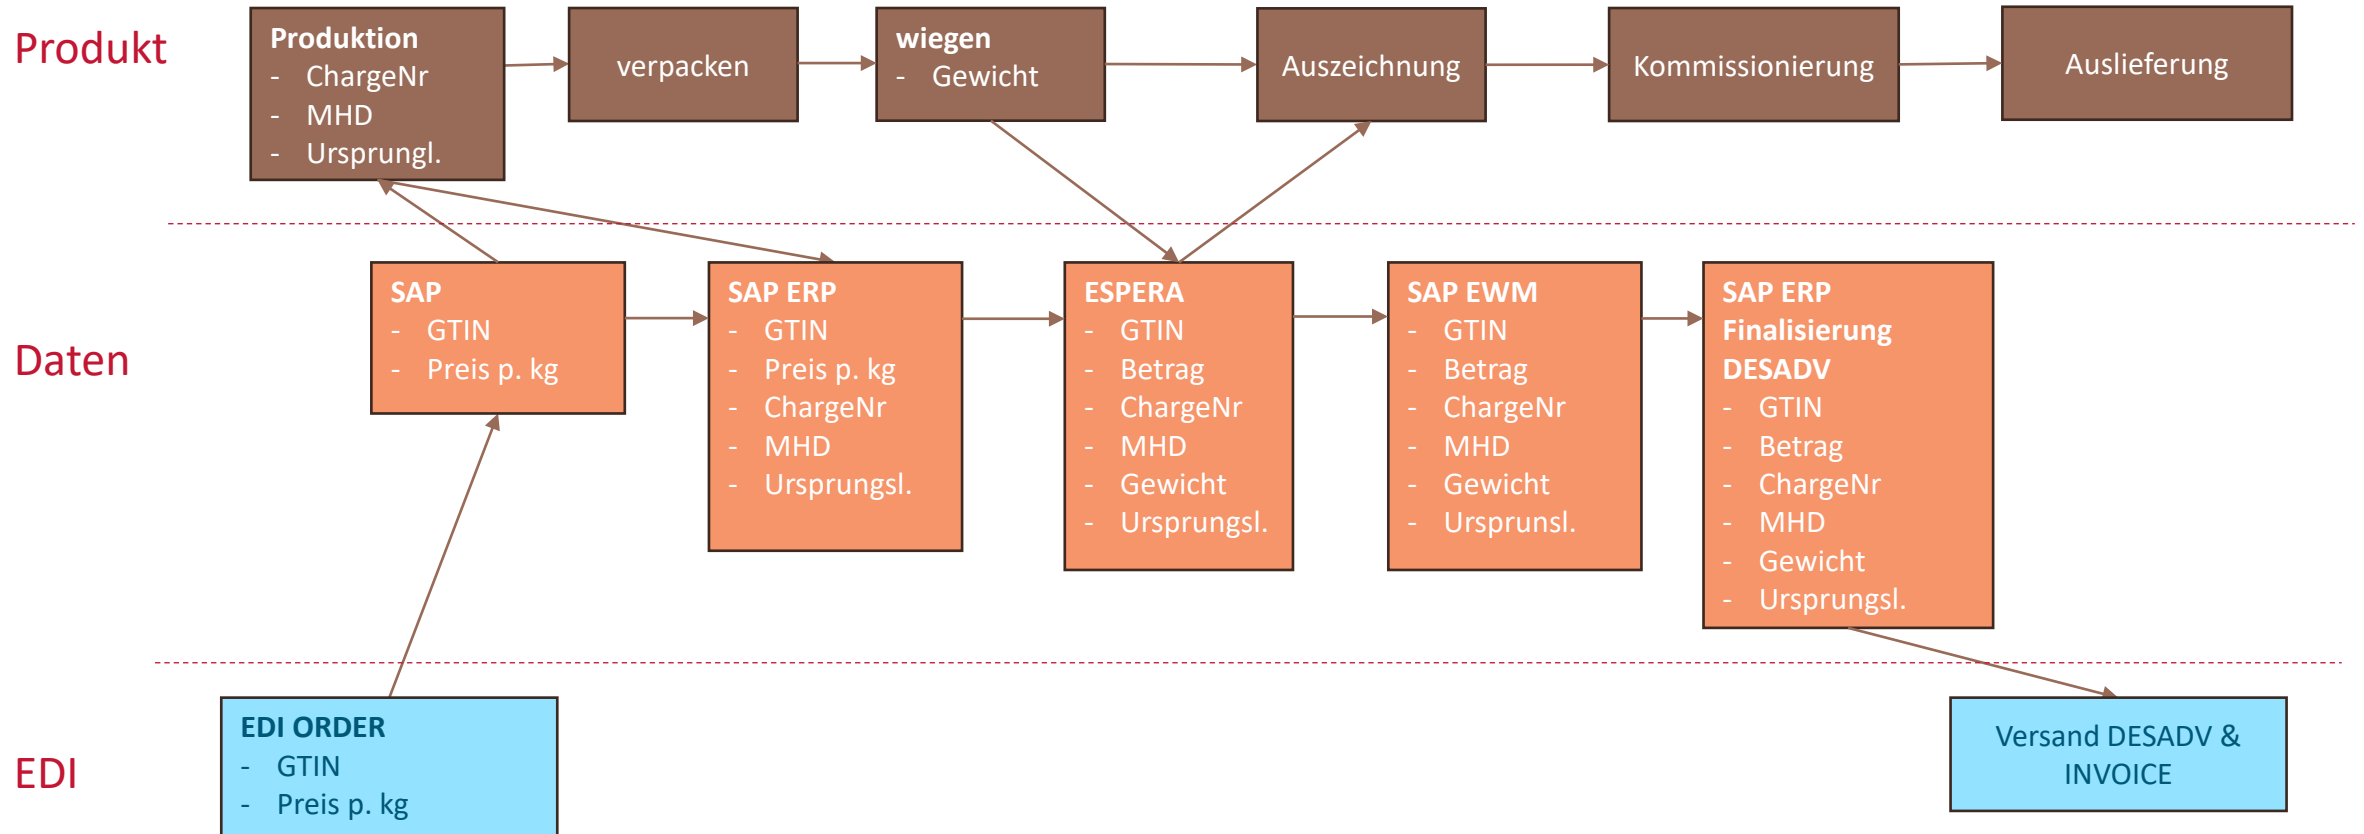 Produkt
Produktion
- ChargeNr
- MHD
- Ursprungl.
verpacken
wiegen
- Gewicht
Auszeichnung
Kommissionierung
Auslieferung
Daten
SAP
- GTIN
- Preis p. kg
SAP ERP
- GTIN
- Preis p. kg
- ChargeNr
- MHD
- Ursprungsl.
ESPERA
- GTIN
- Betrag
- ChargeNr
- MHD
- Gewicht
- Ursprungsl.
SAP EWM
- GTIN
- Betrag
- ChargeNr
- MHD
- Gewicht
- Ursprunsl.
SAP ERP
Finalisierung
DESADV
- GTIN
- Betrag
- ChargeNr
- MHD
- Gewicht
- Ursprungsl.
EDI
EDI ORDER
- GTIN
- Preis p. kg
Versand DESADV &
INVOICE